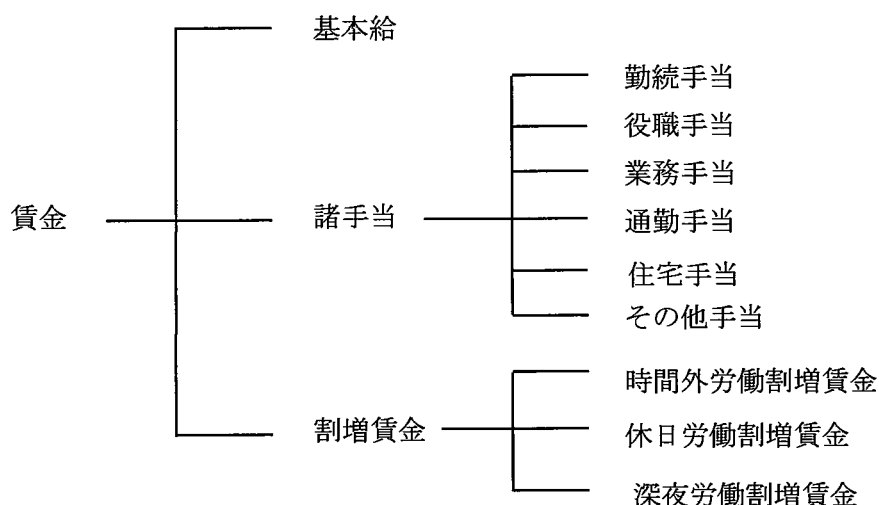 基本給
勤続手当
役職手当
業務手当
賃金
諸手当
通勤手当
住宅手当
その他手当
時間外労働割増賃金
割増賃金
休日労働割増賃金
深夜労働割増賃金